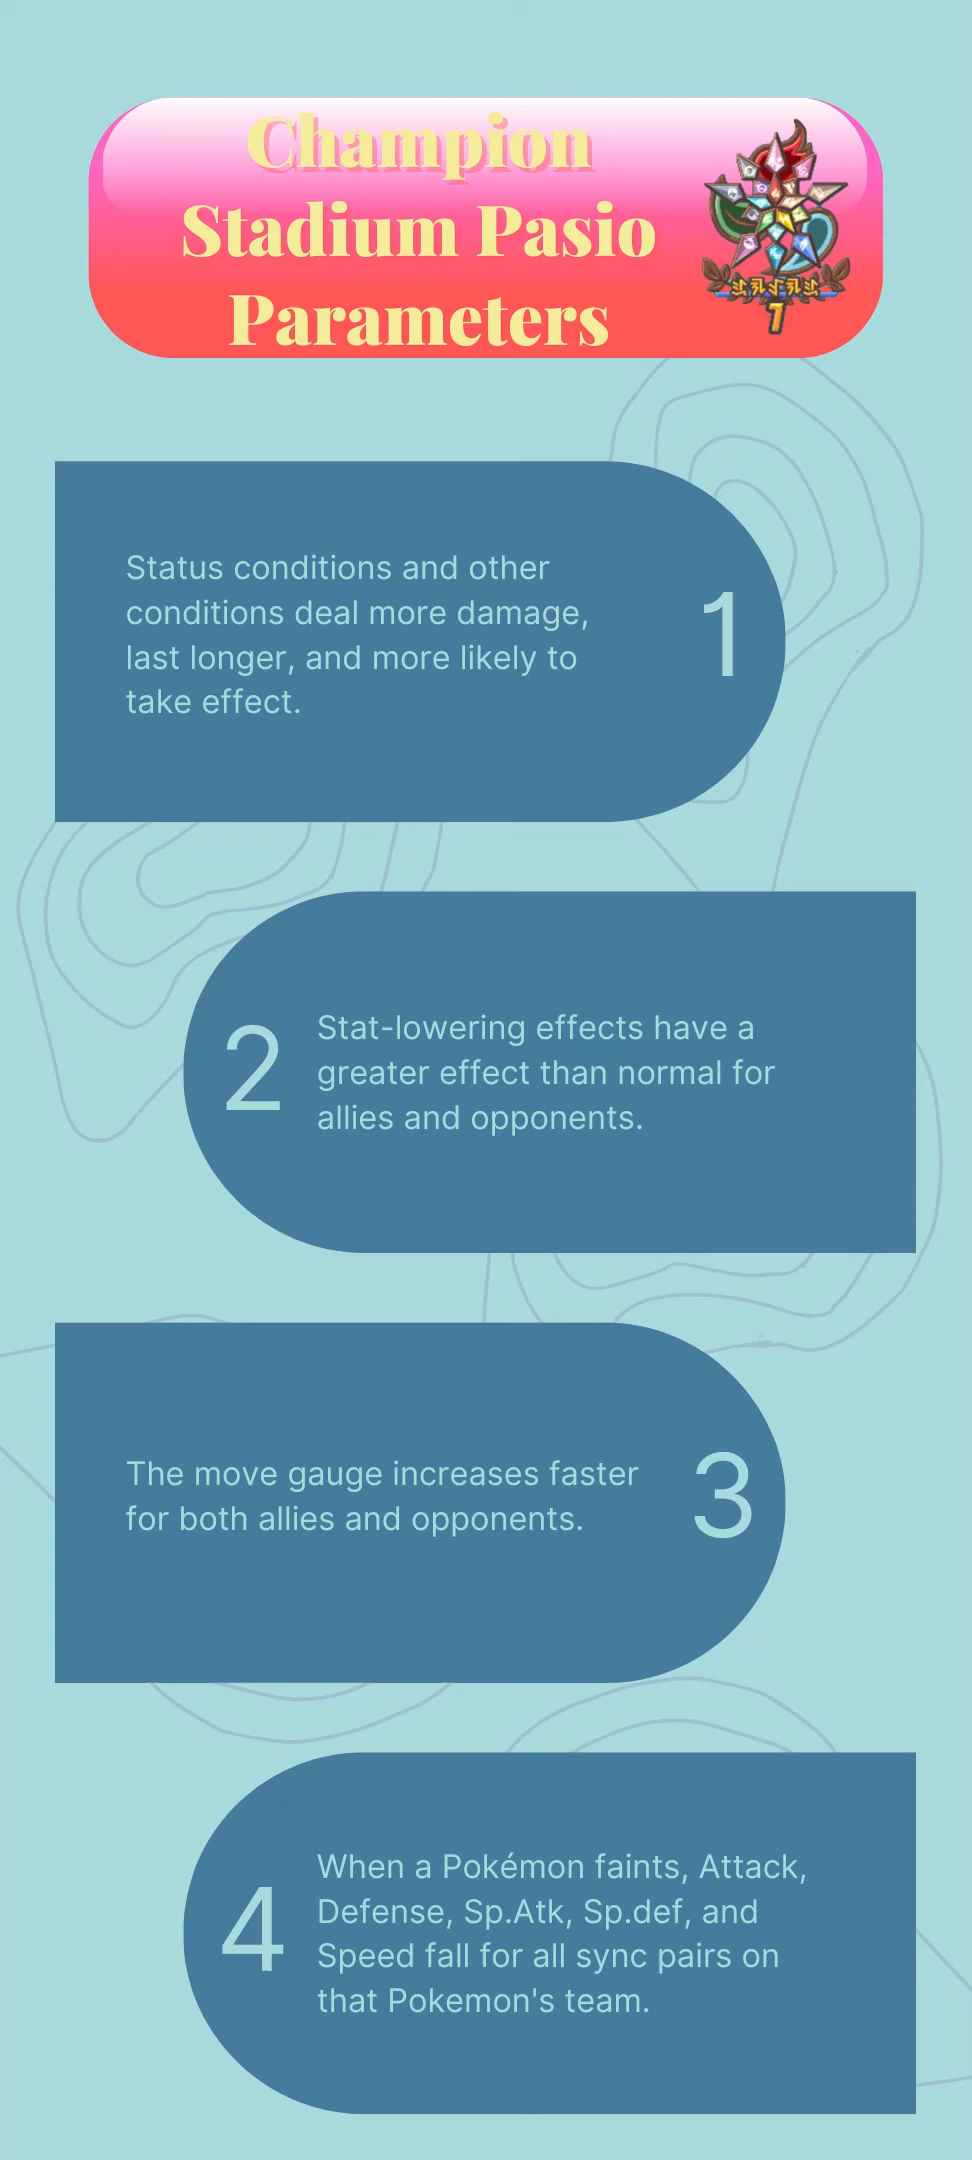 Champion
Stadium Pasio
Parameters
1
Status conditions and other
conditions deal more damage,
last longer, and more likely to
take effect.
1
2
Stat-lowering effects have a
greater effect than normal for
allies and opponents.
The move gauge increases faster
for both allies and opponents.
3
4
When a Pokémon faints, Attack,
Defense, Sp.Atk, Sp.def, and
Speed fall for all sync pairs on
that Pokemon's team.